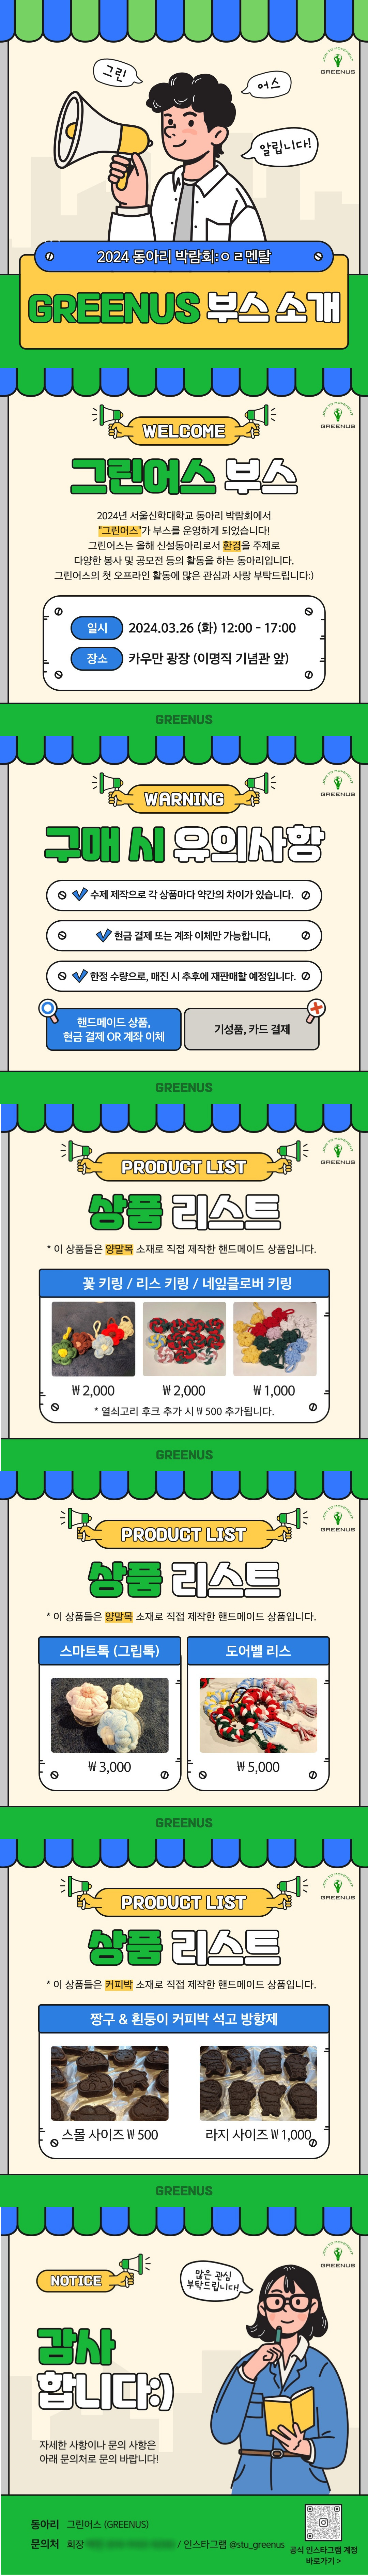 그린
어스
알립니다!
GREENUS
2024 동아리 박람회:ㅇㄹ멘탈
GREENUS 부스 소개
GREENUS
WELCOME
그린어스 부스
2024년 서울신학대학교 동아리 박람회에서
"그린어스"가 부스를 운영하게 되었습니다!
그린어스는 올해 신설동아리로서 환경을 주제로
다양한 봉사 및 공모전 등의 활동을 하는 동아리입니다.
그린어스의 첫 오프라인 활동에 많은 관심과 사랑 부탁드립니다:)
일시 2024.03.26 (화) 12:00 - 17:00
장소 카우만 광장 (이명직 기념관 앞)
GREENUS
GREENUS
WARNING
구매 시 유의사항
수제 제작으로 각 상품마다 약간의 차이가 있습니다.
현금 결제 또는 계좌 이체만 가능합니다,
한정 수량으로, 매진 시 추후에 재판매할 예정입니다.
핸드메이드 상품,
현금 결제 OR 계좌 이체
기성품, 카드 결제
GREENUS
GREENUS
PRODUCT LIST
상품 리스트
* 이 상품들은 양말목 소재로 직접 제작한 핸드메이드 상품입니다.
꽃 키링 / 리스 키링 / 네잎클로버 키링
₩ 2,000 ₩ 2,000 ₩ 1,000
* 열쇠고리 후크 추가 시 ₩ 500 추가됩니다.
GREENUS
GREENUS
PRODUCT LIST
상품 리스트
* 이 상품들은 양말목 소재로 직접 제작한 핸드메이드 상품입니다.
스마트톡 (그립톡) 도어벨 리스
₩ 3,000 ₩ 5,000
GREENUS
GREENUS
PRODUCT LIST
상품 리스트
* 이 상품들은 커피박 소재로 직접 제작한 핸드메이드 상품입니다.
짱구 & 흰둥이 커피박 석고 방향제
스몰 사이즈 ₩ 500 라지 사이즈 ₩ 1,000
GREENUS
GREENUS
NOTICE
많은 관심
부탁드립니다!
감사
합니다:)
자세한 사항이나 문의 사항은
아래 문의처로 문의 바랍니다!
동아리 그린어스 (GREENUS)
문의처 회장 / 인스타그램 @stu_greenus
공식 인스타그램 계정
바로가기 >